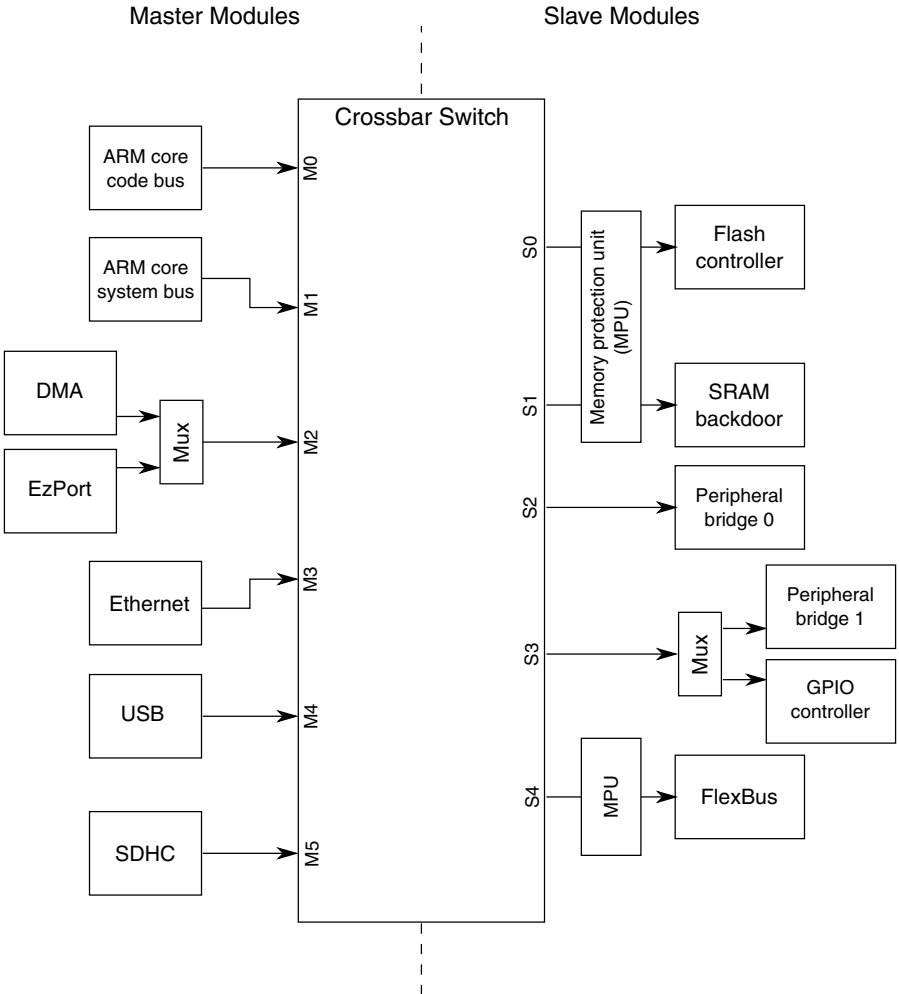 Master Modules
Slave Modules
Crossbar Switch
ARM core
code bus
M0
ARM core
system bus
M1
DMA
EzPort
Mux
M2
Ethernet
M3
USB
M4
SDHC
M5
S0
Memory protection unit
(MPU)
Flash
controller
S1
SRAM
backdoor
S2
Peripheral
bridge 0
S3
Mux
Peripheral
bridge 1
GPIO
controller
S4
MPU
FlexBus